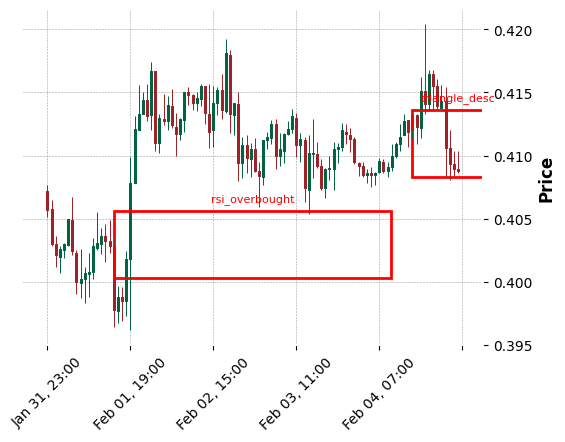 0.420
0.415
triangle_desc
0.410
Price
rsi_overbought
0.405
0.400
0.395
Jan 31, 23:00
Feb 01, 19:00
Feb 02, 15:00
Feb 03, 11:00
Feb 04, 07:00